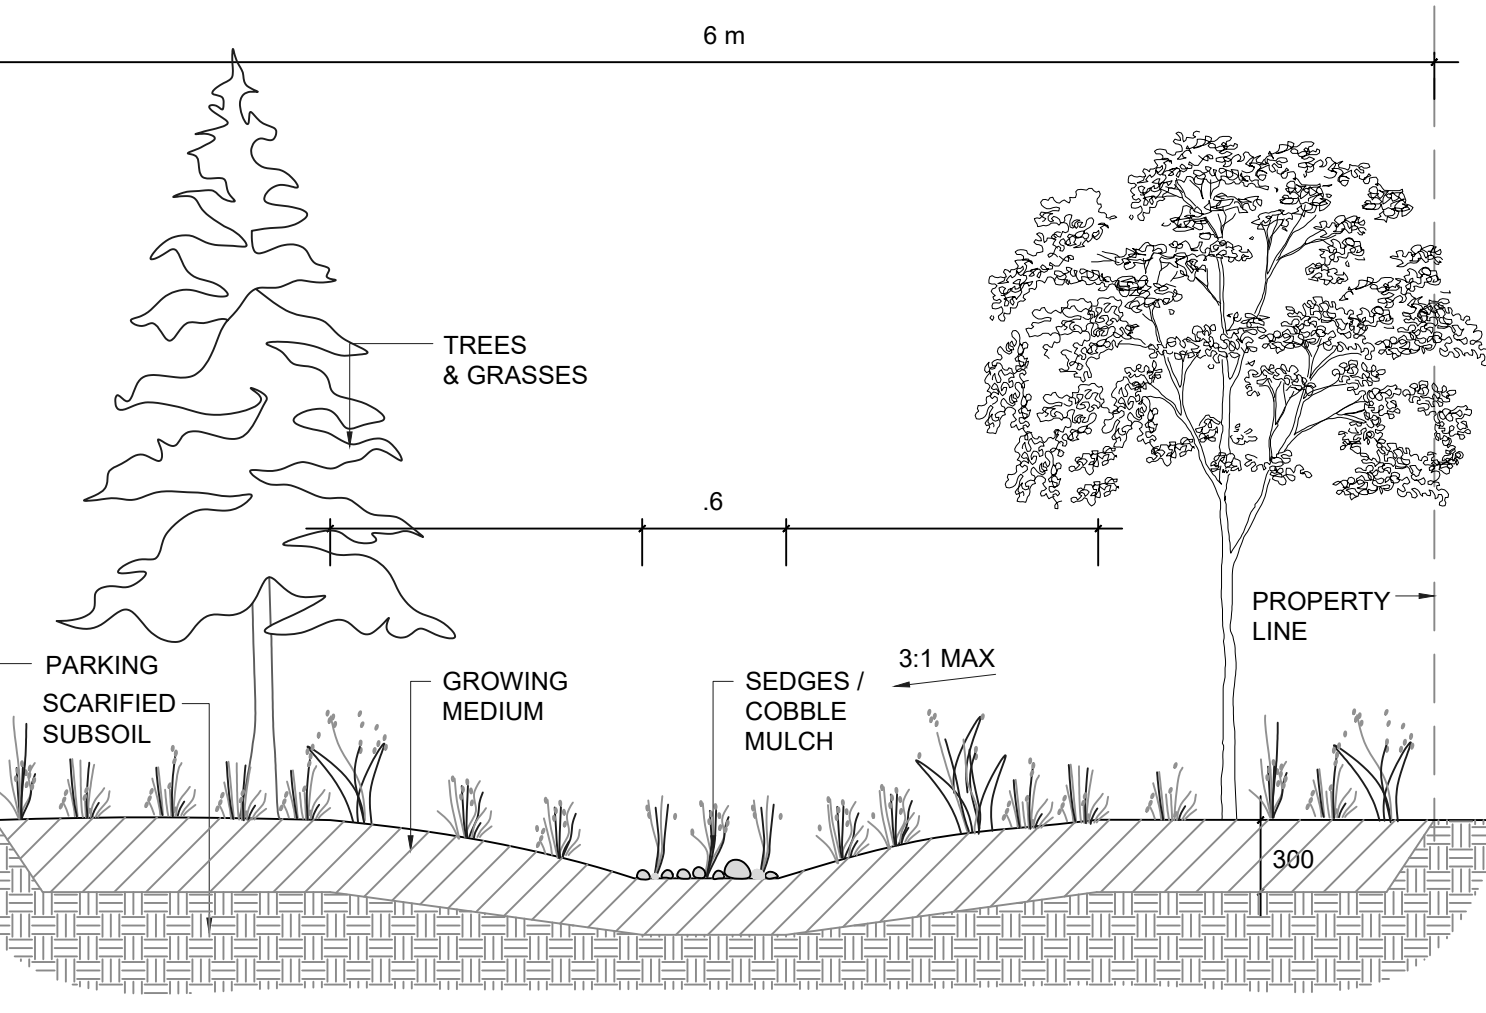 6 m
TREES
& GRASSES
.6
PROPERTY
LINE
PARKING
SCARIFIED
SUBSOIL
GROWING
MEDIUM
SEDGES /
COBBLE
MULCH
3:1 MAX
300